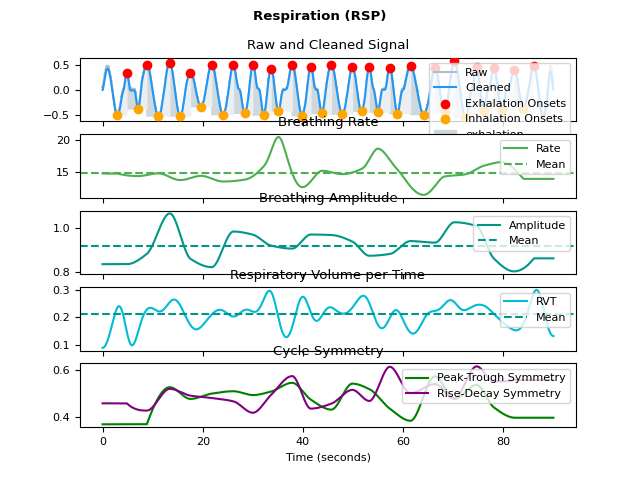 Respiration (RSP)
Raw and Cleaned Signal
0.5
0.0
−0.5
Raw
Cleaned
Exhalation Onsets
Inhalation Onsets
exhalation
Breathing Rate
20
15
Rate
Mean
Breathing Amplitude
1.0
0.8
Amplitude
Mean
Respiratory Volume per Time
0.3
0.2
0.1
RVT
Mean
Cycle Symmetry
0.6
0.4
Peak-Trough Symmetry
Rise-Decay Symmetry
0 20 40 60 80
Time (seconds)